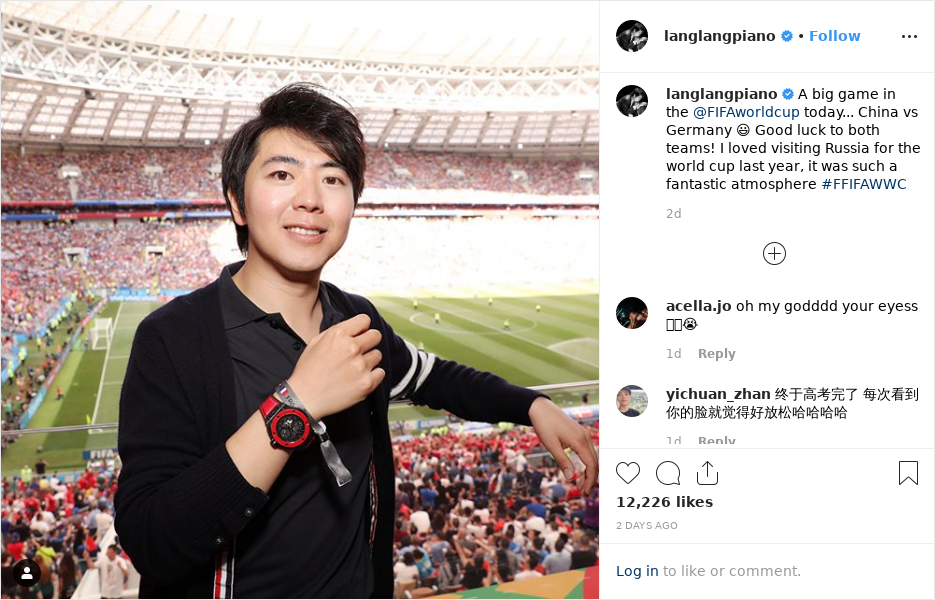 langlangpiano • Follow
langlangpiano A big game in
the @FIFAworldcup today... China vs
Germany 😃 Good luck to both
teams! I loved visiting Russia for the
world cup last year, it was such a
fantastic atmosphere #FFIFAWWC
2d
acella.jo oh my godddd your eyess
😭
1d Reply
yichuan_zhan 终于高考完了 每次看到
你的脸就觉得好放松哈哈哈哈
1d Reply
12,226 likes
2 DAYS AGO
Log in to like or comment.
FIFA